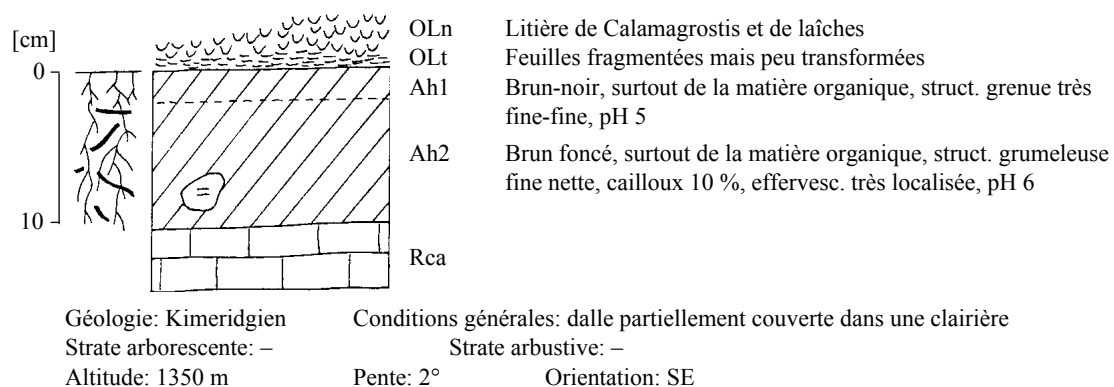 [cm]
0
10
OLn Litière de Calamagrostis et de laîches
OLt Feuilles fragmentées mais peu transformées
Ah1 Brun-noir, surtout de la matière organique, struct. grenue très
fine-fine, pH 5
Ah2 Brun foncé, surtout de la matière organique, struct. grumeleuse
fine nette, cailloux 10 %, effervesc. très localisée, pH 6
Rca
Géologie: Kimeridgien Conditions générales: dalle partiellement couverte dans une clairière
Strate arborescente: – Strate arbustive: –
Altitude: 1350 m Pente: 2° Orientation: SE